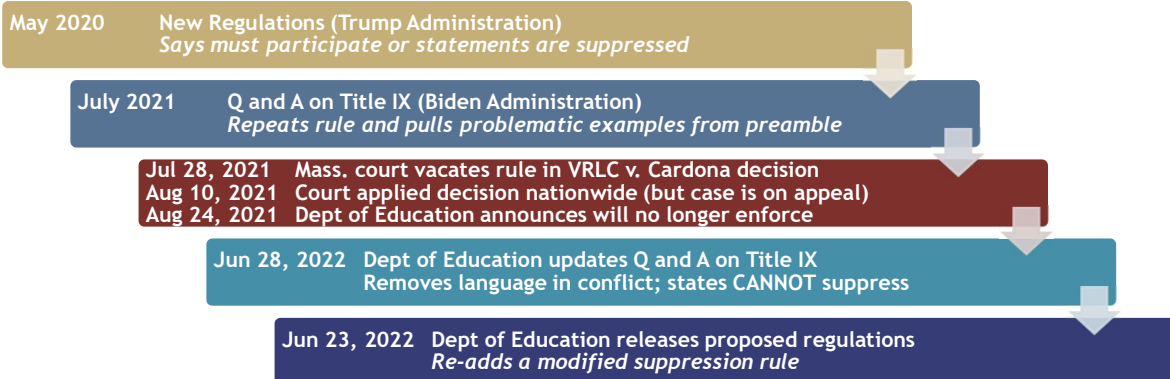 May 2020 New Regulations (Trump Administration)
Says must participate or statements are suppressed
July 2021 Q and A on Title IX (Biden Administration)
Repeats rule and pulls problematic examples from preamble
Jul 28, 2021 Mass. court vacates rule in VRLC v. Cardona decision
Aug 10, 2021 Court applied decision nationwide (but case is on appeal)
Aug 24, 2021 Dept of Education announces will no longer enforce
Jun 28, 2022 Dept of Education updates Q and A on Title IX
Removes language in conflict; states CANNOT suppress
Jun 23, 2022 Dept of Education releases proposed regulations
Re-adds a modified suppression rule